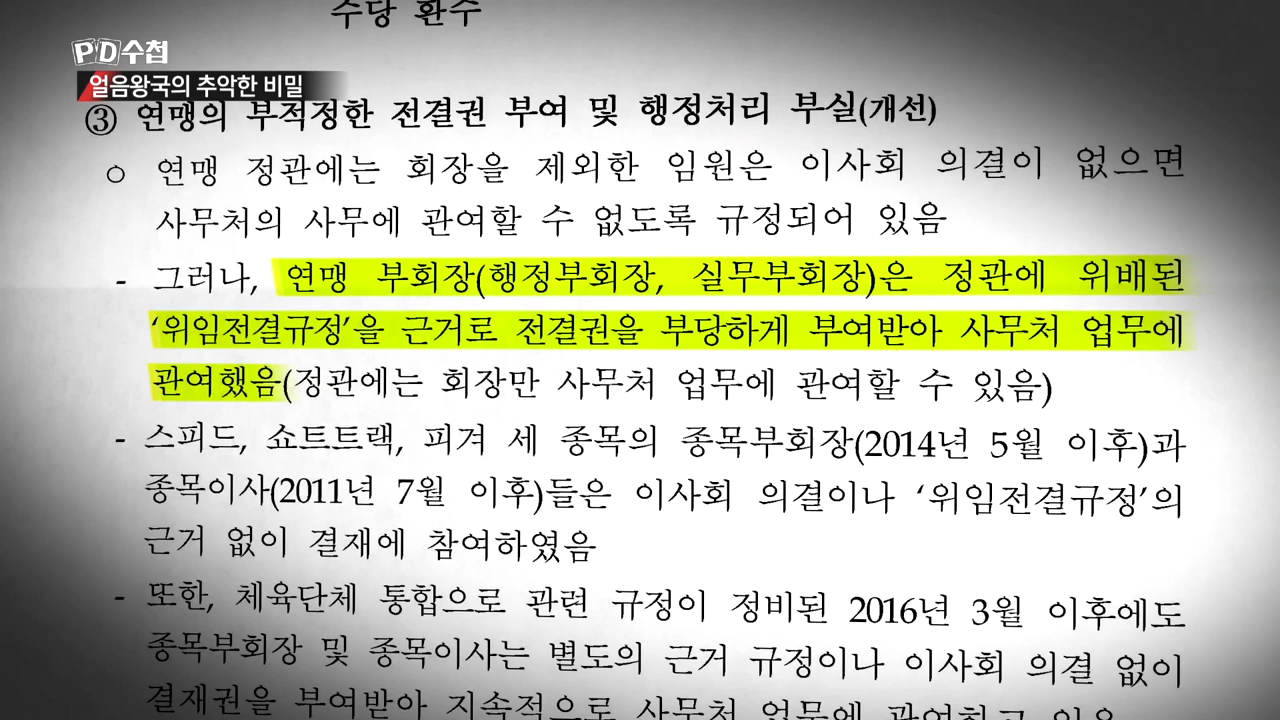 수당 환수
PD수첩
얼음왕국의 추악한 비밀
③ 연맹의 부적정한 전결권 부여 및 행정처리 부실(개선)
○ 연맹 정관에는 회장을 제외한 임원은 이사회 의결이 없으면
사무처의 사무에 관여할 수 없도록 규정되어 있음
- 그러나, 연맹 부회장(행정부회장, 실무부회장)은 정관에 위배된
‘위임전결규정’을 근거로 전결권을 부당하게 부여받아 사무처 업무에
관여했음(정관에는 회장만 사무처 업무에 관여할 수 있음)
- 스피드, 쇼트트랙, 피겨 세 종목의 종목부회장(2014년 5월 이후)과
종목이사(2011년 7월 이후)들은 이사회 의결이나 ‘위임전결규정’의
근거 없이 결재에 참여하였음
- 또한, 체육단체 통합으로 관련 규정이 정비된 2016년 3월 이후에도
종목부회장 및 종목이사는 별도의 근거 규정이나 이사회 의결 없이
결재권을 부여받아 지속적으로 사무처 업무에 관여하고 있음